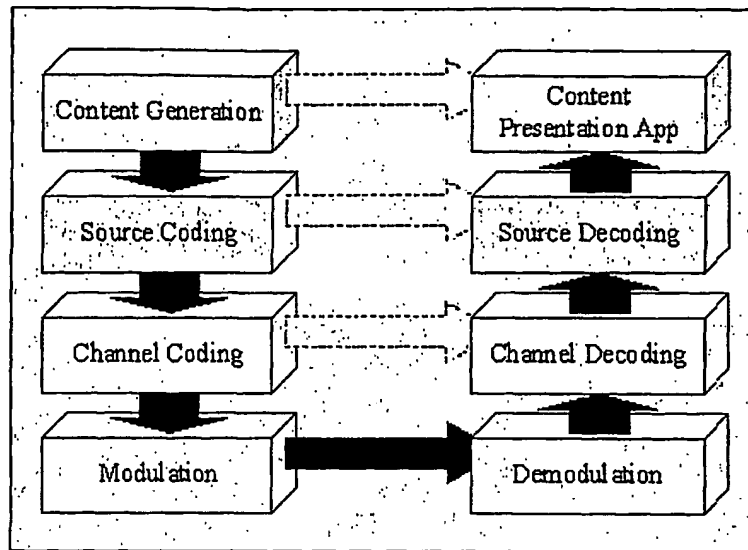 Content Generation
Content
Presentation App
Source Coding
Source Decoding
Channel Coding
Channel Decoding
Modulation
Demodulation